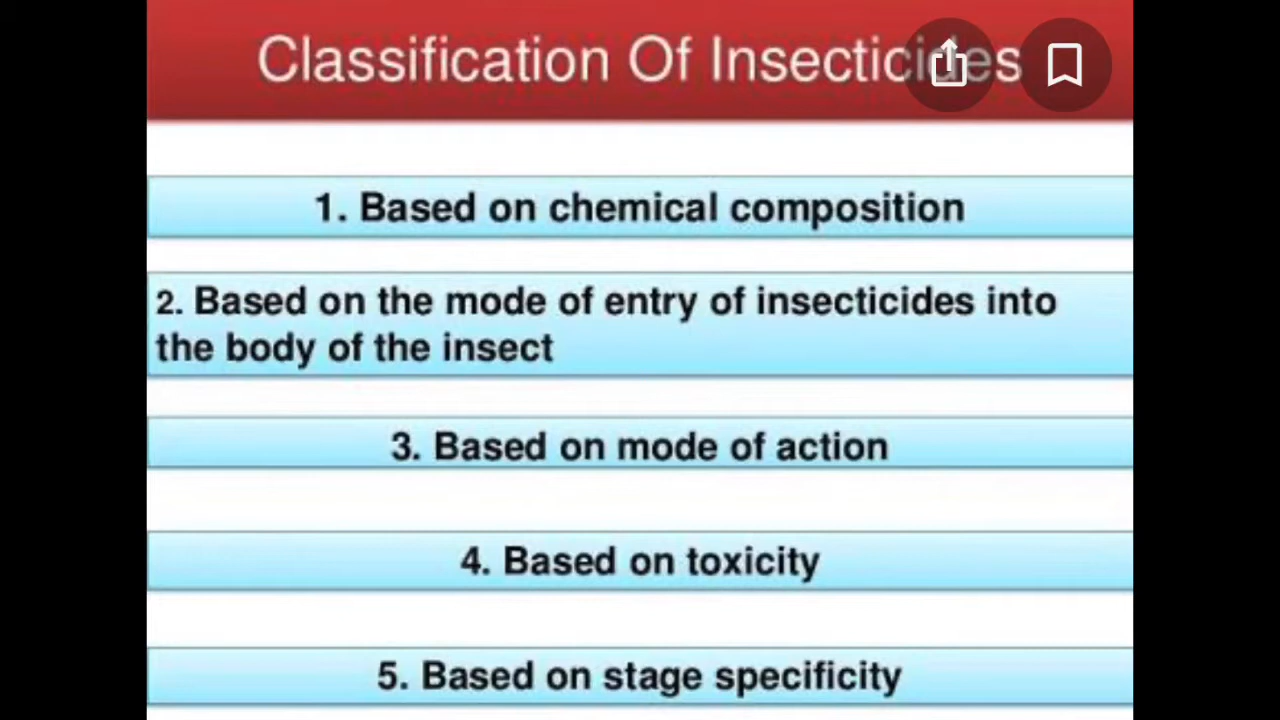 Classification Of Insecticides
1. Based on chemical composition
2. Based on the mode of entry of insecticides into
the body of the insect
3. Based on mode of action
4. Based on toxicity
5. Based on stage specificity